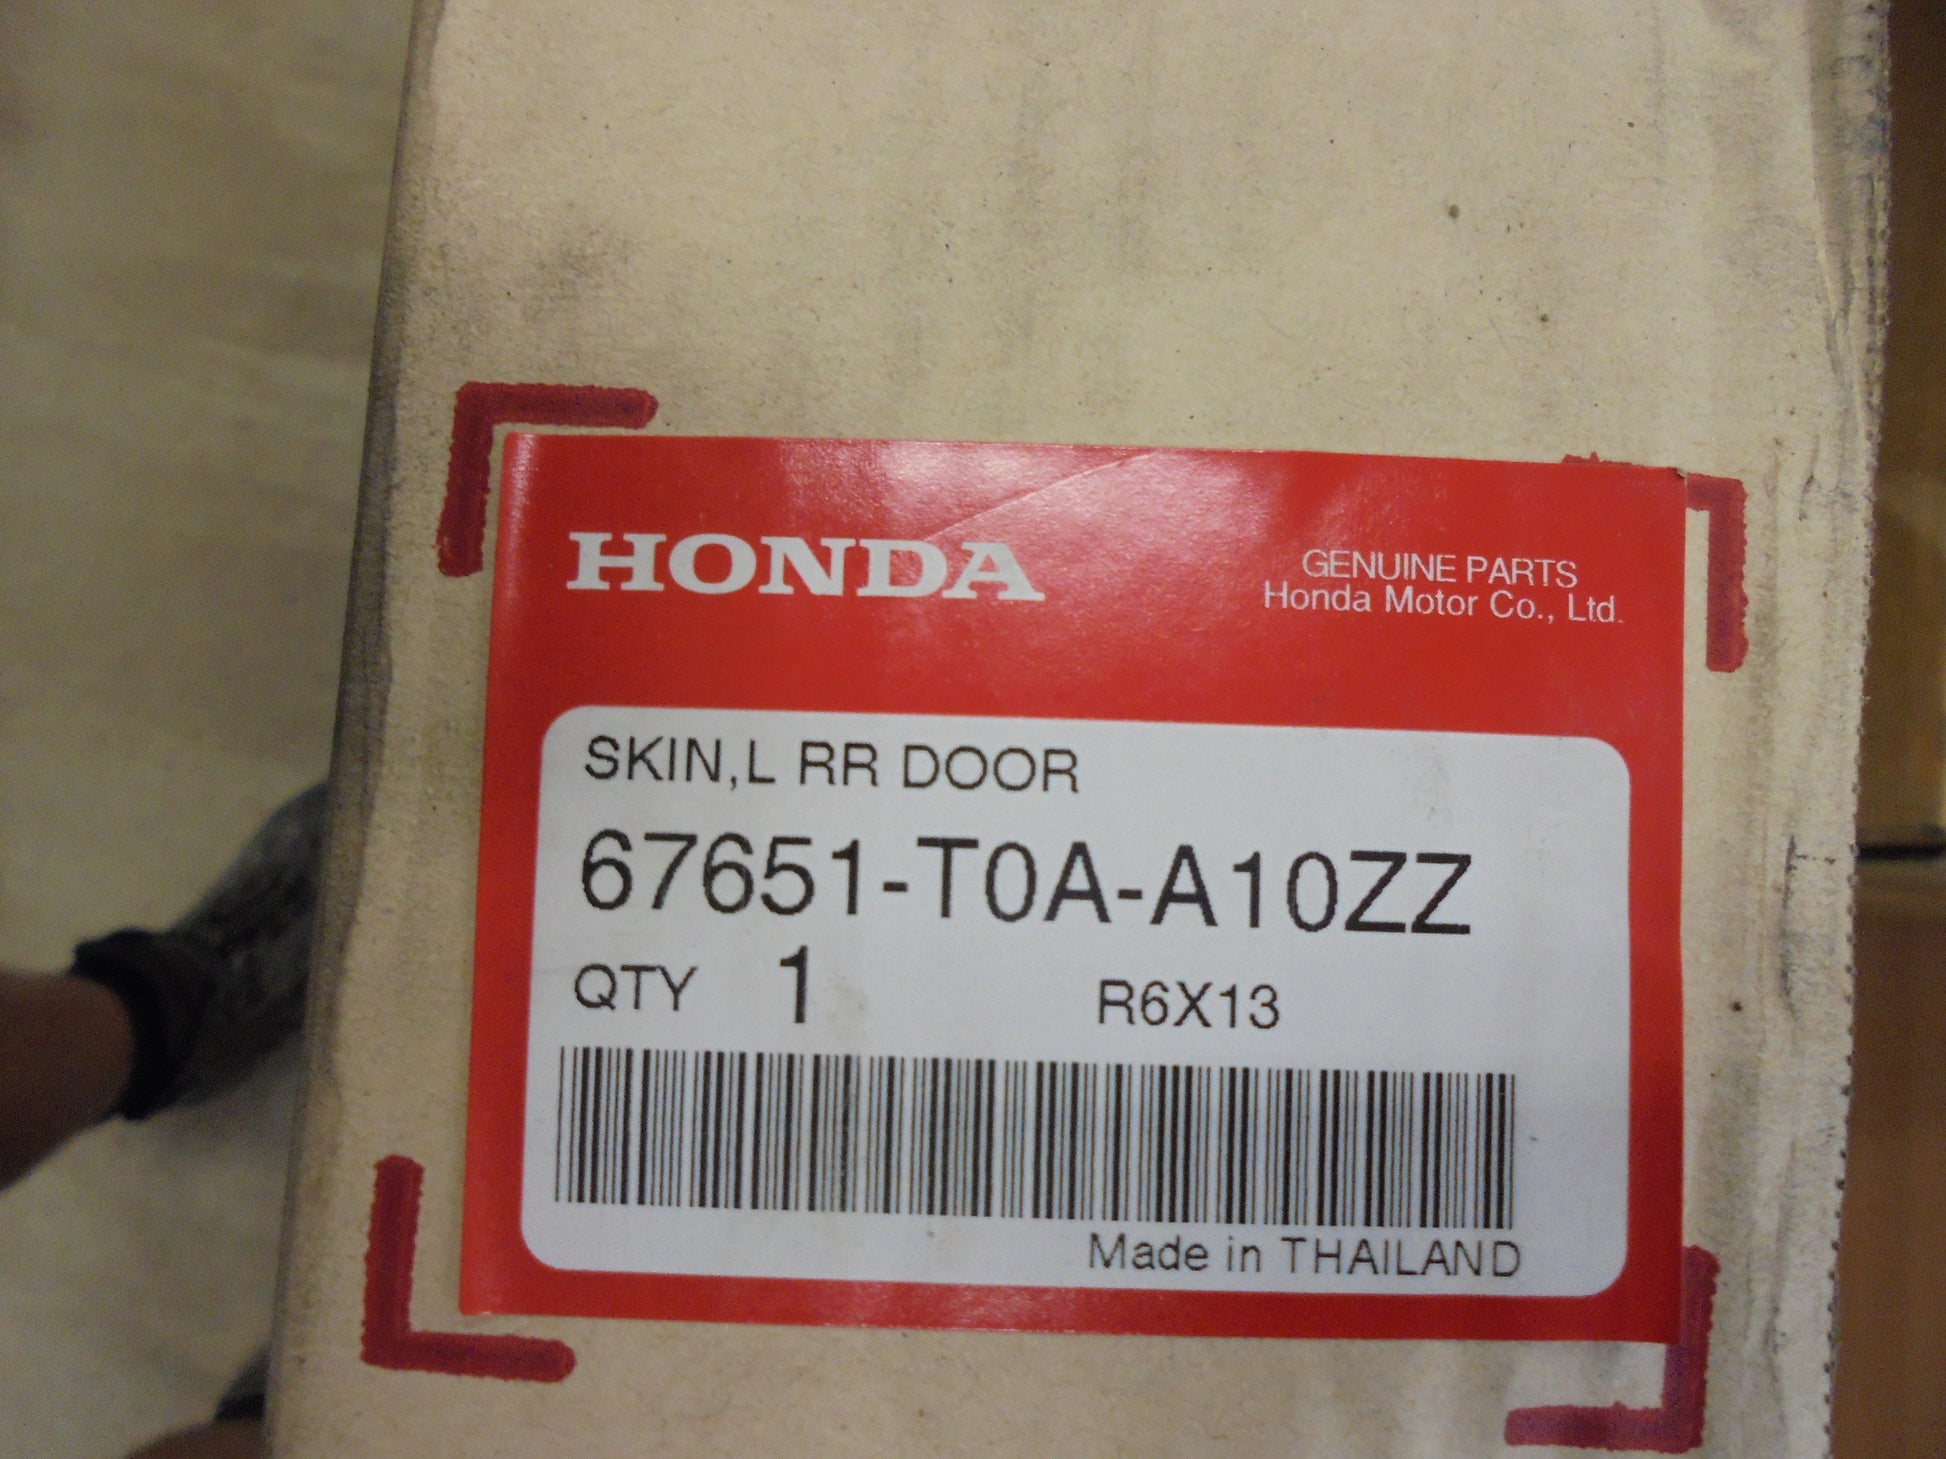 HONDA
GENUINE PARTS
Honda Motor Co., Ltd.
SKIN,L RR DOOR
67651-T0A-A10ZZ
QTY 1 R6X13
Made in THAILAND